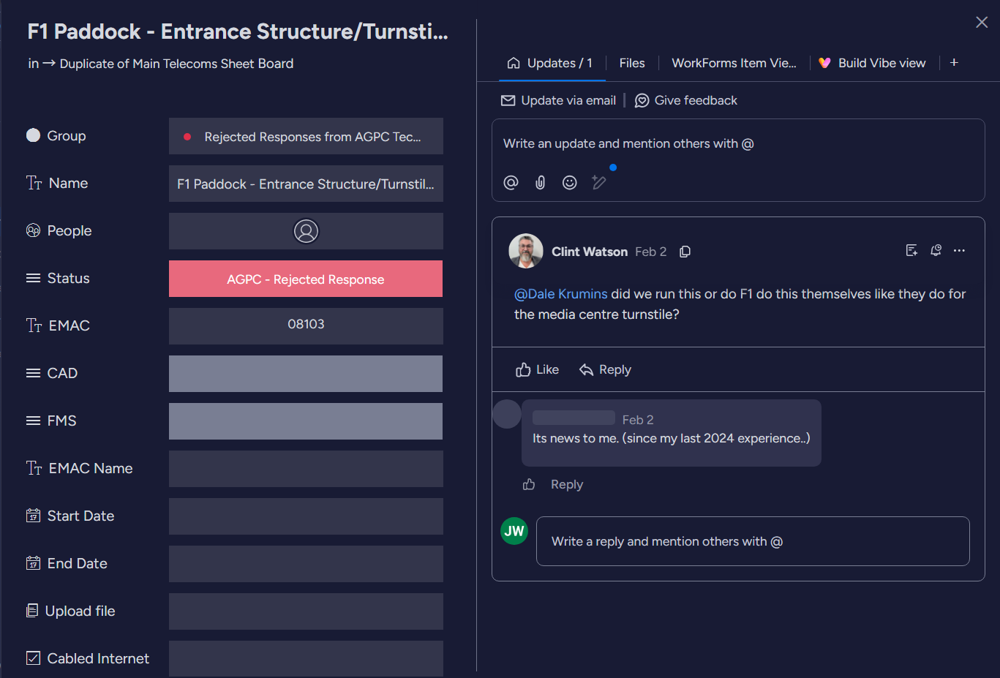 F1 Paddock - Entrance Structure/Turnsti...
in → Duplicate of Main Telecoms Sheet Board
Group
Rejected Responses from AGPC Tec...
Name
F1 Paddock - Entrance Structure/Turnstil...
People
Status
AGPC - Rejected Response
EMAC
08103
CAD
FMS
EMAC Name
Start Date
End Date
Upload file
Cabled Internet
Updates / 1
Files
WorkForms Item Vie...
Build Vibe view
+
Update via email
Give feedback
Write an update and mention others with @
Clint Watson Feb 2
@Dale Krumins did we run this or do F1 do this themselves like they do for
the media centre turnstile?
Like
Reply
Feb 2
Its news to me. (since my last 2024 experience..)
Reply
JW
Write a reply and mention others with @